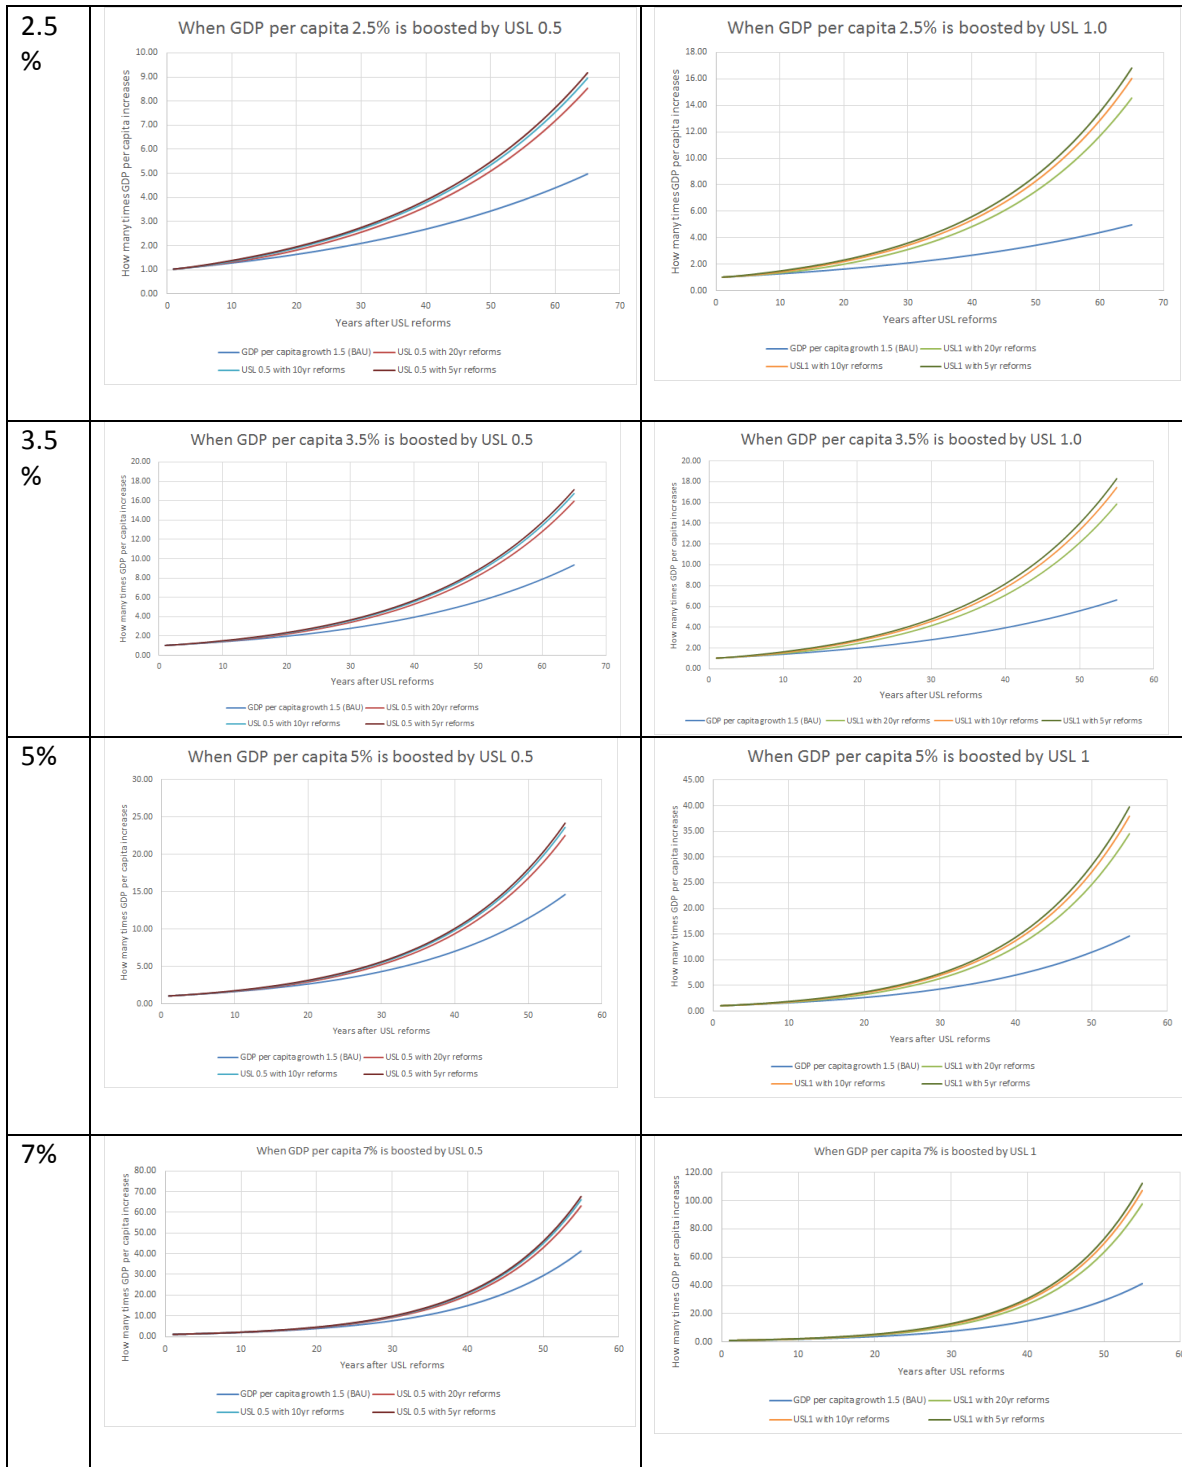 2.5
%
When GDP per capita 2.5% is boosted by USL 0.5
How many times GDP per capita increases
10.00
9.00
8.00
7.00
6.00
5.00
4.00
3.00
2.00
1.00
0.00
0 10 20 30 40 50 60 70
Years after USL reforms
GDP per capita growth 1.5 (BAU) USL 0.5 with 20yr reforms
USL 0.5 with 10yr reforms USL 0.5 with 5yr reforms
When GDP per capita 2.5% is boosted by USL 1.0
How many times GDP per capita increases
18.00
16.00
14.00
12.00
10.00
8.00
6.00
4.00
2.00
0.00
0 10 20 30 40 50 60 70
Years after USL reforms
GDP per capita growth 1.5 (BAU) USL1 with 20yr reforms
USL1 with 10yr reforms USL1 with 5yr reforms
3.5
%
When GDP per capita 3.5% is boosted by USL 0.5
How many times GDP per capita increases
20.00
18.00
16.00
14.00
12.00
10.00
8.00
6.00
4.00
2.00
0.00
0 10 20 30 40 50 60 70
Years after USL reforms
GDP per capita growth 1.5 (BAU) USL 0.5 with 20yr reforms
USL 0.5 with 10yr reforms USL 0.5 with 5yr reforms
When GDP per capita 3.5% is boosted by USL 1.0
How many times GDP per capita increases
20.00
18.00
16.00
14.00
12.00
10.00
8.00
6.00
4.00
2.00
0.00
0 10 20 30 40 50 60
Years after USL reforms
GDP per capita growth 1.5 (BAU) USL1 with 20yr reforms USL1 with 10yr reforms USL1 with 5yr reforms
5%
When GDP per capita 5% is boosted by USL 0.5
How many times GDP per capita increases
30.00
25.00
20.00
15.00
10.00
5.00
0.00
0 10 20 30 40 50 60
Years after USL reforms
GDP per capita growth 1.5 (BAU) USL 0.5 with 20yr reforms
USL 0.5 with 10yr reforms USL 0.5 with 5yr reforms
When GDP per capita 5% is boosted by USL 1
How many times GDP per capita increases
45.00
40.00
35.00
30.00
25.00
20.00
15.00
10.00
5.00
0.00
0 10 20 30 40 50 60
Years after USL reforms
GDP per capita growth 1.5 (BAU) USL1 with 20yr reforms
USL1 with 10yr reforms USL1 with 5yr reforms
7%
When GDP per capita 7% is boosted by USL 0.5
How many times GDP per capita increases
80.00
70.00
60.00
50.00
40.00
30.00
20.00
10.00
0.00
0 10 20 30 40 50 60
Years after USL reforms
GDP per capita growth 1.5 (BAU) USL 0.5 with 20yr reforms
USL 0.5 with 10yr reforms USL 0.5 with 5yr reforms
When GDP per capita 7% is boosted by USL 1
How many times GDP per capita increases
120.00
100.00
80.00
60.00
40.00
20.00
0.00
0 10 20 30 40 50 60
Years after USL reforms
GDP per capita growth 1.5 (BAU) USL1 with 20yr reforms
USL1 with 10yr reforms USL1 with 5yr reforms